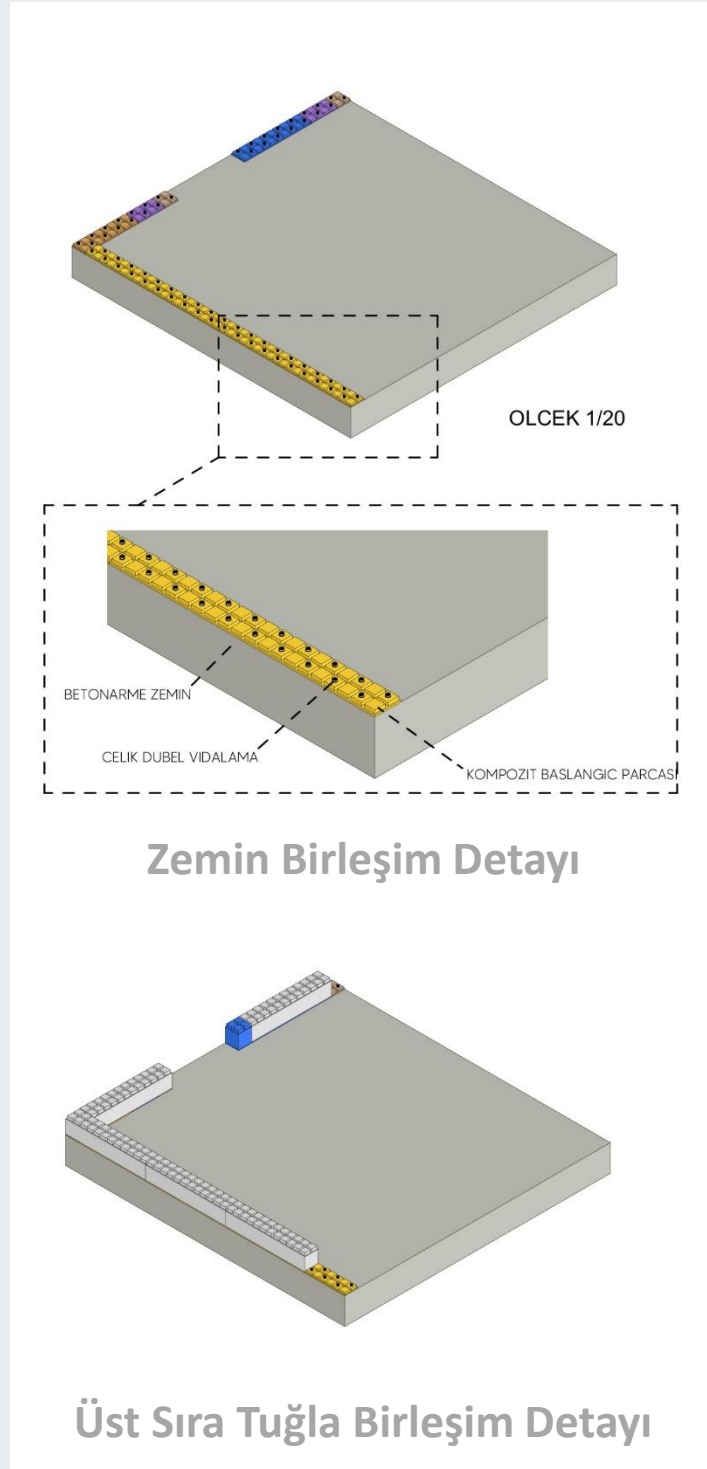 OLCEK 1/20
BETONARME ZEMIN
CELIK DUBEL VIDALAMA
KOMPOZIT BASLANGIC PARCASI
Zemin Birleşim Detayı
Üst Sıra Tuğla Birleşim Detayı